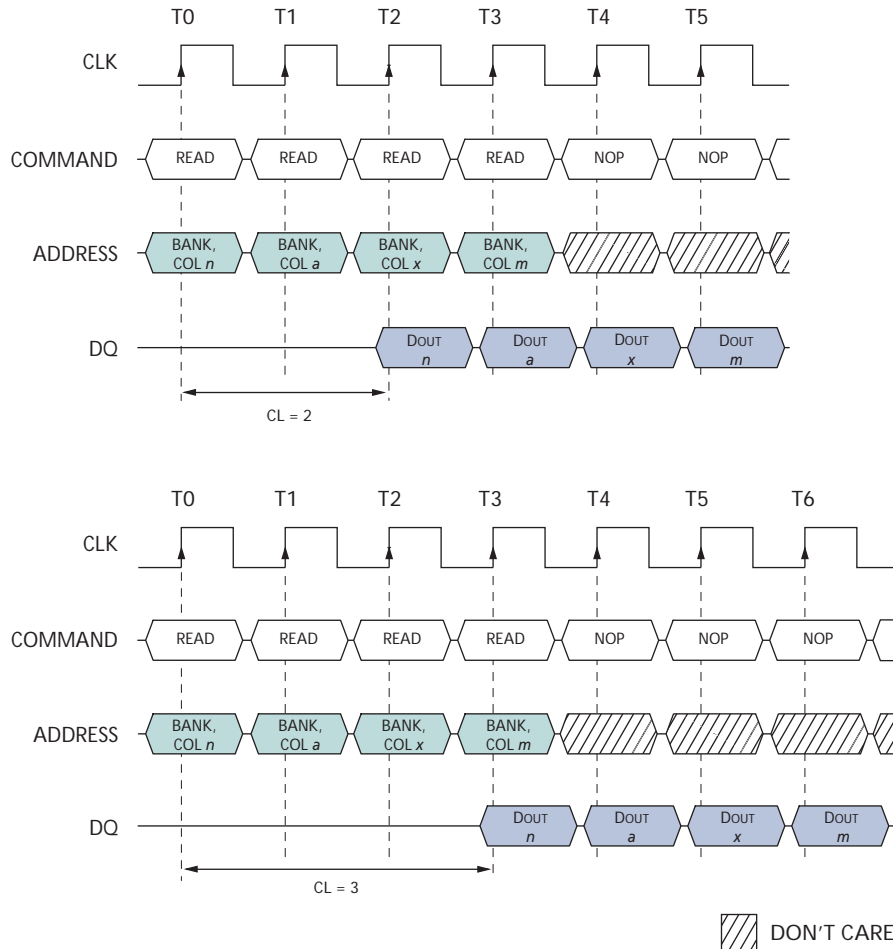 T0 T1 T2 T3 T4 T5
CLK
COMMAND READ READ READ READ NOP NOP
ADDRESS BANK, BANK, BANK, BANK,
COL n COL a COL x COL m
DQ DOUT DOUT DOUT DOUT
n a x m
CL = 2
T0 T1 T2 T3 T4 T5 T6
CLK
COMMAND READ READ READ READ NOP NOP NOP
ADDRESS BANK, BANK, BANK, BANK,
COL n COL a COL x COL m
DQ DOUT DOUT DOUT DOUT
n a x m
CL = 3
DON'T CARE